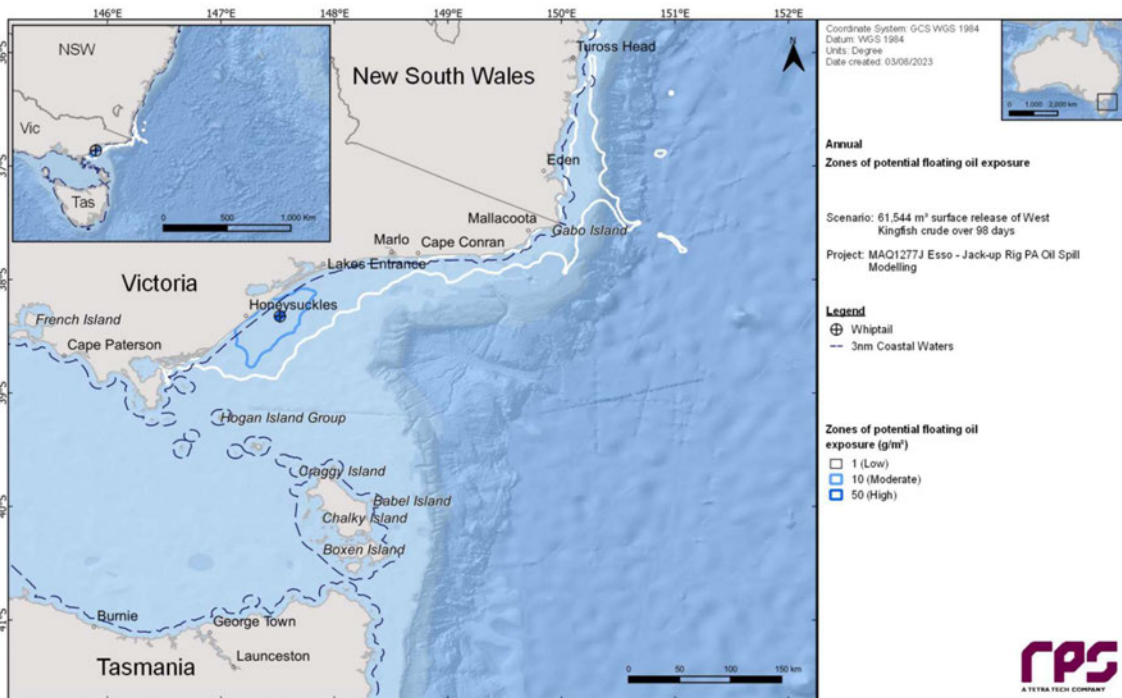 146°E
147°E
148°E
149°E
150°E
151°E
152°E
NSW
Vic
Tas
0 500 1,000 Km
New South Wales
Tuross Head
N
Eden
Mallacoota
Gabo Island
Marlo
Cape Conran
Lakes Entrance
Victoria
Honeysuckles
French Island
Cape Paterson
Hogan Island Group
Craggy Island
Babel Island
Chalky Island
Boxen Island
Burnie
George Town
Launceston
Tasmania
0 50 100 150 km
36°S
37°S
38°S
39°S
40°S
41°S
Coordinate System: GCS WGS 1984
Datum: WGS 1984
Units: Degree
Date created: 03/08/2023
0 1,000 2,000 km
Annual
Zones of potential floating oil exposure
Scenario: 61,544 m³ surface release of West
Kingfish crude over 98 days
Project: MAQ1277J Esso - Jack-up Rig PA Oil Spill
Modelling
Legend
Whiptail
3nm Coastal Waters
Zones of potential floating oil
exposure (g/m²)
1 (Low)
10 (Moderate)
50 (High)
rps
A TETRA TECH COMPANY